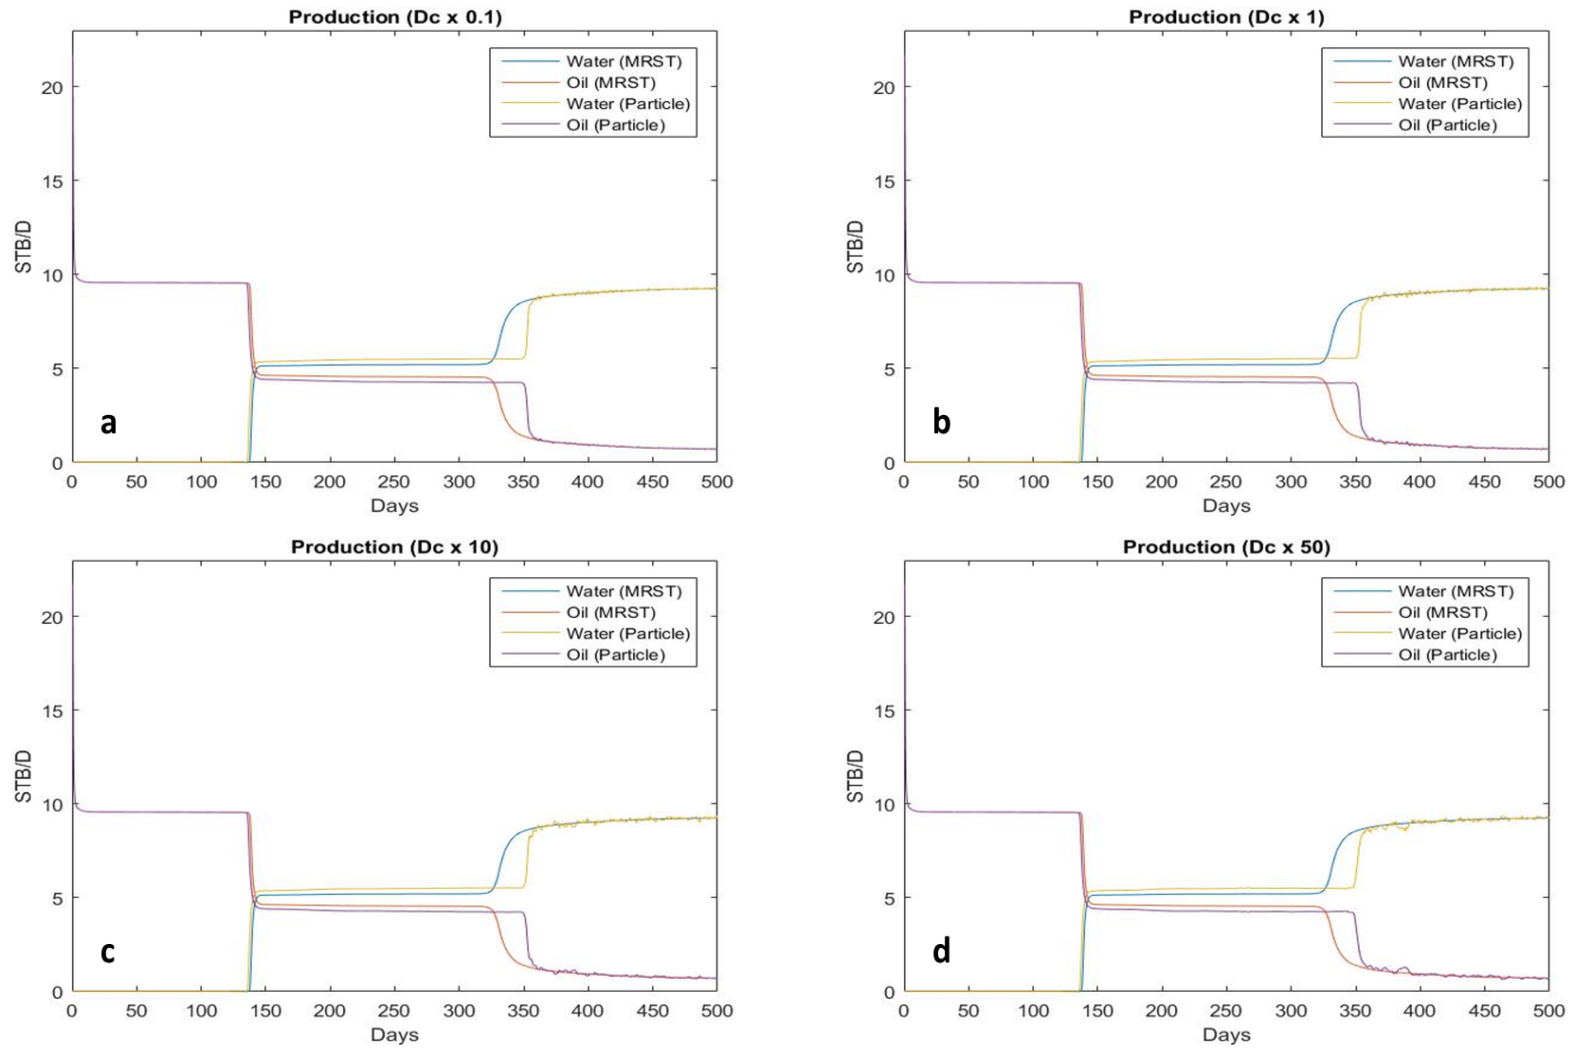 Production (Dc x 0.1)
Water (MRST)
Oil (MRST)
Water (Particle)
Oil (Particle)
20
15
10
5
0
STB/D
a
0 50 100 150 200 250 300 350 400 450 500
Days
Production (Dc x 1)
Water (MRST)
Oil (MRST)
Water (Particle)
Oil (Particle)
20
15
10
5
0
STB/D
b
0 50 100 150 200 250 300 350 400 450 500
Days
Production (Dc x 10)
Water (MRST)
Oil (MRST)
Water (Particle)
Oil (Particle)
20
15
10
5
0
STB/D
c
0 50 100 150 200 250 300 350 400 450 500
Days
Production (Dc x 50)
Water (MRST)
Oil (MRST)
Water (Particle)
Oil (Particle)
20
15
10
5
0
STB/D
d
0 50 100 150 200 250 300 350 400 450 500
Days